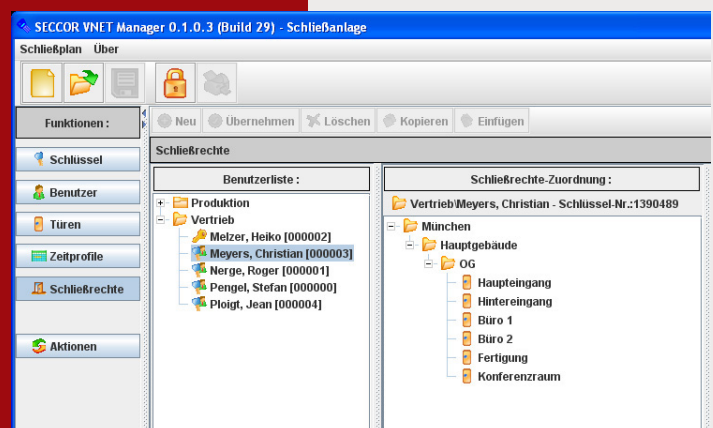 SECCOR VNET Manager 0.1.0.3 (Build 29) - Schließanlage
Schließplan Über
Funktionen :
Neu Übernehmen Löschen Kopieren Einfügen
Schließrechte
Schlüssel
Benutzer
Türen
Zeitprofile
Schließrechte
Aktionen
Benutzerliste :
Produktion
Vertrieb
Melzer, Heiko [000002]
Meyers, Christian [000003]
Nerge, Roger [000001]
Pengel, Stefan [000000]
Ploigt, Jean [000004]
Schließrechte-Zuordnung :
Vertrieb\Meyers, Christian - Schlüssel-Nr.:1390489
München
Hauptgebäude
OG
Haupteingang
Hintereingang
Büro 1
Büro 2
Fertigung
Konferenzraum